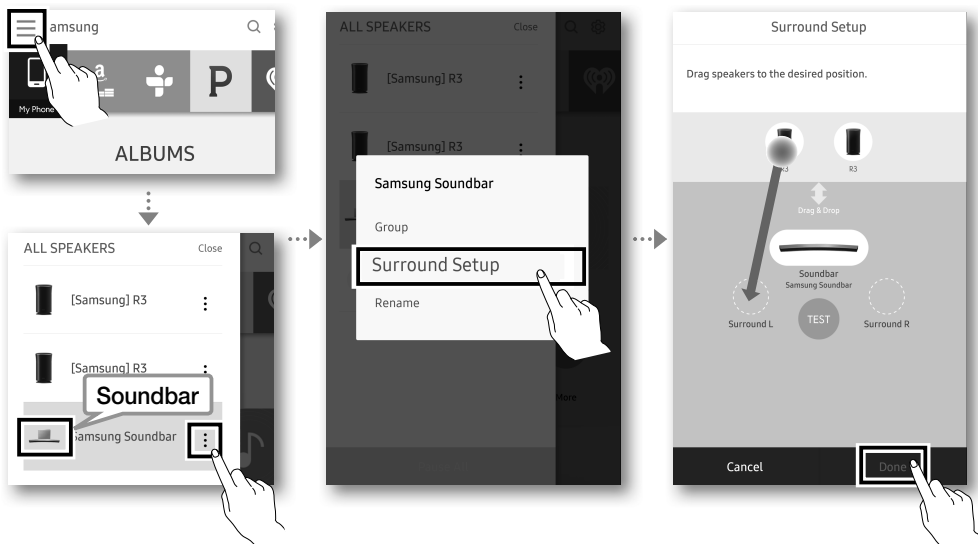 amsung
My Phone
ALBUMS
ALL SPEAKERS Close
[Samsung] R3
[Samsung] R3
Soundbar
Samsung Soundbar
ALL SPEAKERS Close
[Samsung] R3
[Samsung] R3
Samsung Soundbar
Group
Surround Setup
Rename
More
Surround Setup
Drag speakers to the desired position.
R3 R3
Drag & Drop
Soundbar
Samsung Soundbar
Surround L TEST Surround R
Cancel Done